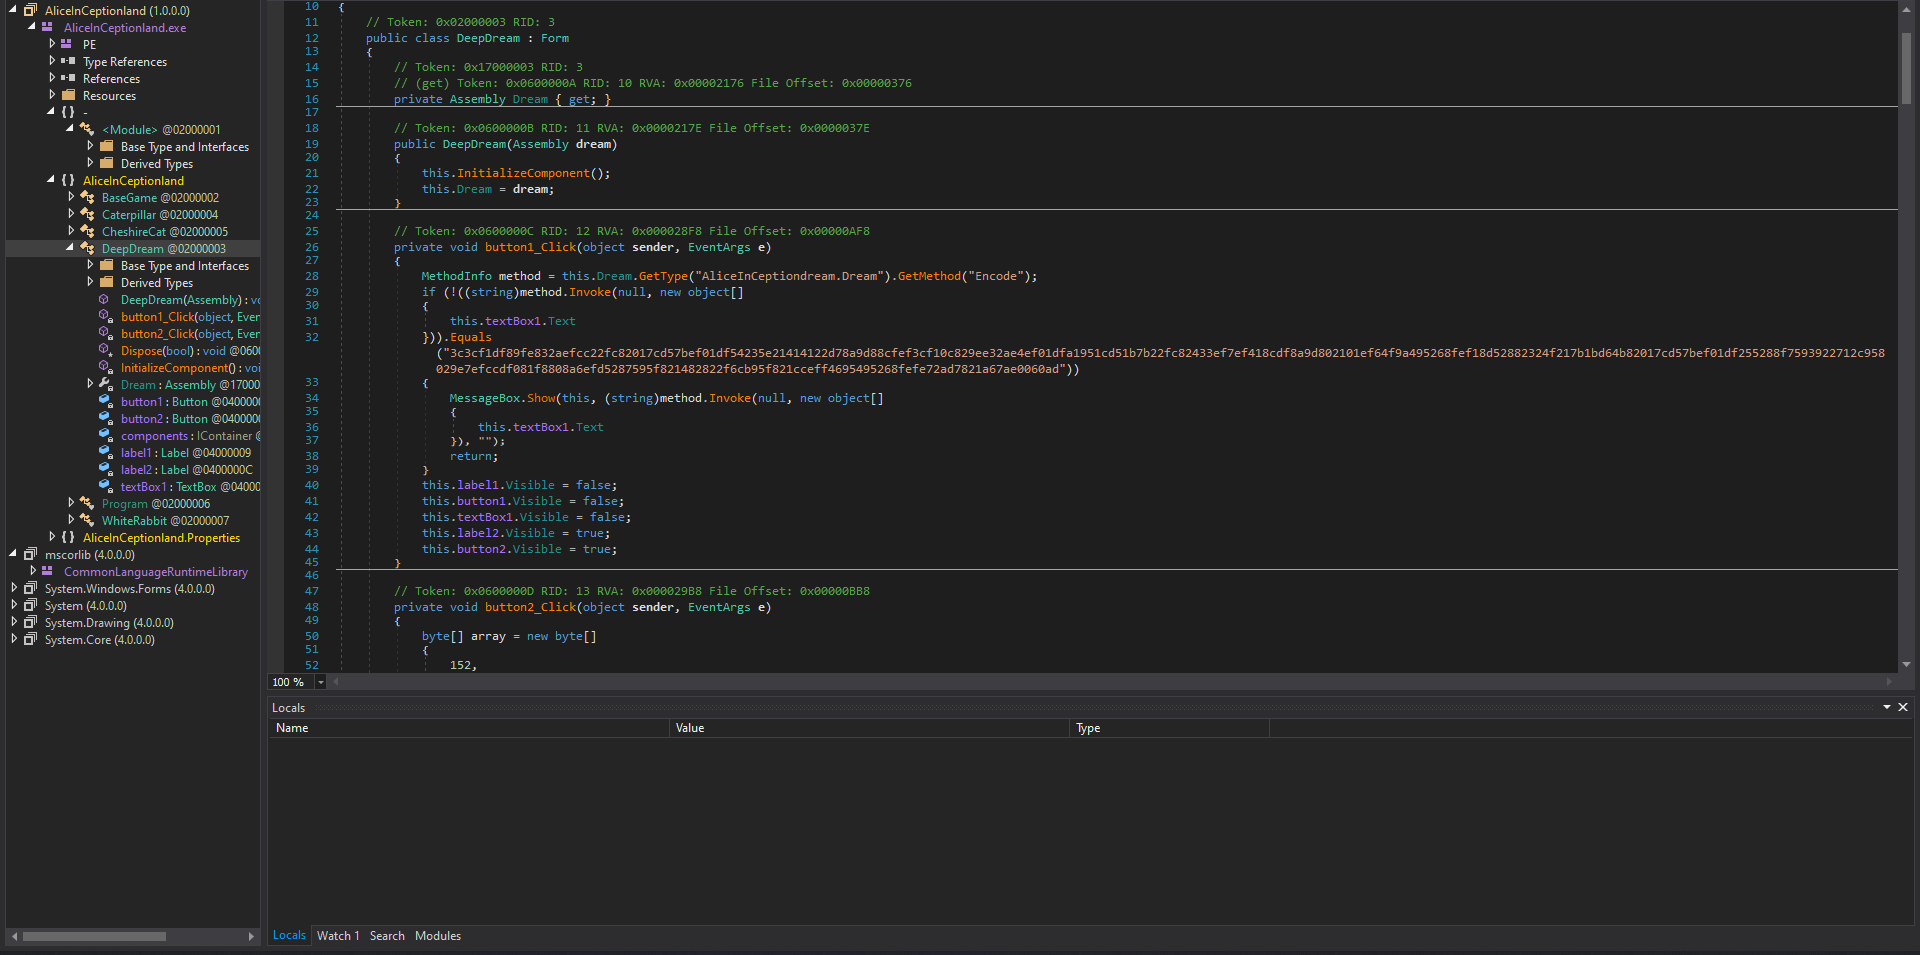 AliceInCeptionland (1.0.0.0)
AliceInCeptionland.exe
PE
Type References
References
Resources
{ } -
<Module> @02000001
Base Type and Interfaces
Derived Types
{ } AliceInCeptionland
BaseGame @02000002
Caterpillar @02000004
CheshireCat @02000005
DeepDream @02000003
Base Type and Interfaces
Derived Types
DeepDream(Assembly) : vo
button1_Click(object, Even
button2_Click(object, Even
Dispose(bool) : void @0600
InitializeComponent() : voi
Dream : Assembly @17000
button1 : Button @040000
button2 : Button @040000
components : IContainer @
label1 : Label @04000009
label2 : Label @0400000C
textBox1 : TextBox @0400
Program @02000006
WhiteRabbit @02000007
{ } AliceInCeptionland.Properties
mscorlib (4.0.0.0)
CommonLanguageRuntimeLibrary
System.Windows.Forms (4.0.0.0)
System (4.0.0.0)
System.Drawing (4.0.0.0)
System.Core (4.0.0.0)
10 {
11 // Token: 0x02000003 RID: 3
12 public class DeepDream : Form
13 {
14 // Token: 0x17000003 RID: 3
15 // (get) Token: 0x0600000A RID: 10 RVA: 0x00002176 File Offset: 0x00000376
16 private Assembly Dream { get; }
17
18 // Token: 0x0600000B RID: 11 RVA: 0x0000217E File Offset: 0x0000037E
19 public DeepDream(Assembly dream)
20 {
21 this.InitializeComponent();
22 this.Dream = dream;
23 }
24
25 // Token: 0x0600000C RID: 12 RVA: 0x000028F8 File Offset: 0x00000AF8
26 private void button1_Click(object sender, EventArgs e)
27 {
28 MethodInfo method = this.Dream.GetType("AliceInCeptiondream.Dream").GetMethod("Encode");
29 if (!((string)method.Invoke(null, new object[]
30 {
31 this.textBox1.Text
32 })).Equals
("3c3cf1df89fe832aefcc22fc82017cd57bef01df54235e21414122d78a9d88cfef3cf10c829ee32ae4ef01dfa1951cd51b7b22fc82433ef7ef418cdf8a9d802101ef64f9a495268fef18d52882324f217b1bd64b82017cd57bef01df255288f7593922712c958
029e7efccdf081f8808a6efd5287595f821482822f6cb95f821cceff4695495268fefe72ad7821a67ae0060ad"))
33 {
34 MessageBox.Show(this, (string)method.Invoke(null, new object[]
35 {
36 this.textBox1.Text
37 }), "");
38 return;
39 }
40 this.label1.Visible = false;
41 this.button1.Visible = false;
42 this.textBox1.Visible = false;
43 this.label2.Visible = true;
44 this.button2.Visible = true;
45 }
46
47 // Token: 0x0600000D RID: 13 RVA: 0x000029B8 File Offset: 0x00000BB8
48 private void button2_Click(object sender, EventArgs e)
49 {
50 byte[] array = new byte[]
51 {
52 152,
100 %
Locals
Name Value Type
Locals Watch 1 Search Modules